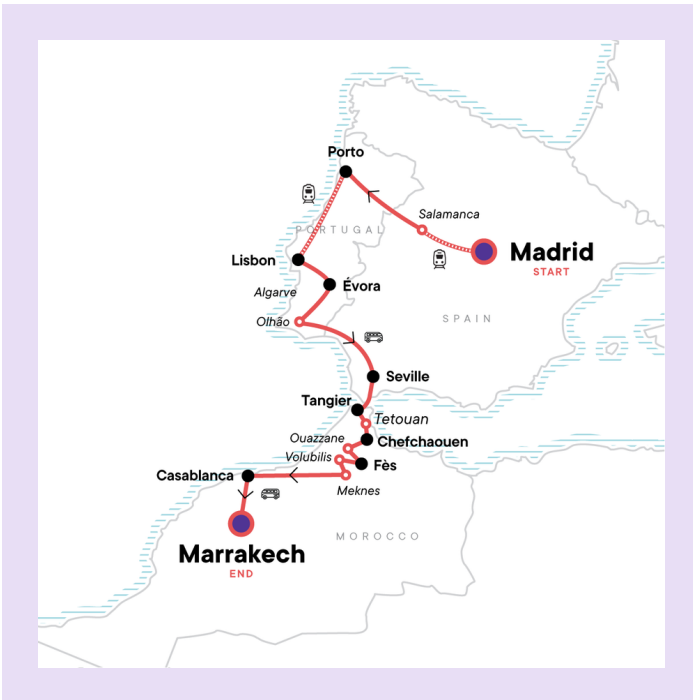 Porto
Salamanca
PORTUGAL
Madrid
START
Lisbon
Algarve
Évora
Olhão
SPAIN
Seville
Tangier
Tetouan
Ouazzane
Chefchaouen
Volubilis
Fès
Casablanca
Meknes
MOROCCO
Marrakech
END